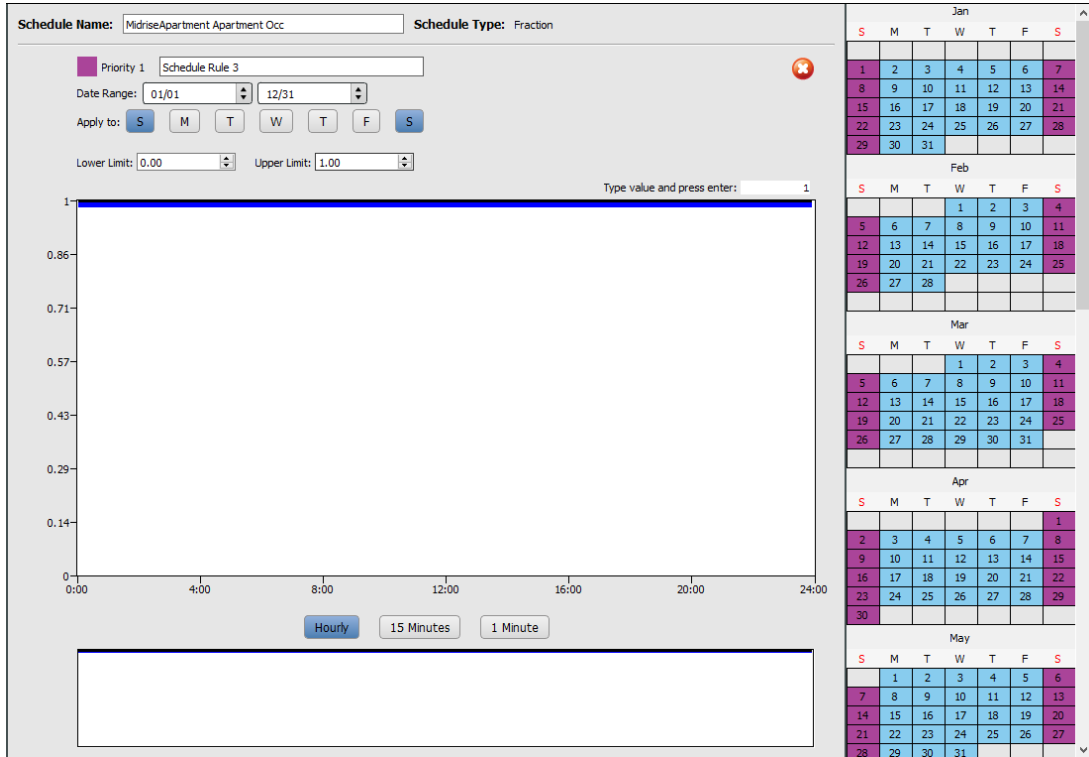 Schedule Name: MidriseApartment Apartment Occ Schedule Type: Fraction
Priority 1 Schedule Rule 3
Date Range: 01/01 12/31
Apply to: S M T W T F S
Lower Limit: 0.00 Upper Limit: 1.00
Type value and press enter: 1
1
0.86
0.71
0.57
0.43
0.29
0.14
0
0:00 4:00 8:00 12:00 16:00 20:00 24:00
Hourly 15 Minutes 1 Minute
Jan
S M T W T F S
1 2 3 4 5 6 7
8 9 10 11 12 13 14
15 16 17 18 19 20 21
22 23 24 25 26 27 28
29 30 31
Feb
S M T W T F S
1 2 3 4
5 6 7 8 9 10 11
12 13 14 15 16 17 18
19 20 21 22 23 24 25
26 27 28
Mar
S M T W T F S
1 2 3 4
5 6 7 8 9 10 11
12 13 14 15 16 17 18
19 20 21 22 23 24 25
26 27 28 29 30 31
Apr
S M T W T F S
1
2 3 4 5 6 7 8
9 10 11 12 13 14 15
16 17 18 19 20 21 22
23 24 25 26 27 28 29
30
May
S M T W T F S
1 2 3 4 5 6
7 8 9 10 11 12 13
14 15 16 17 18 19 20
21 22 23 24 25 26 27
28 29 30 31